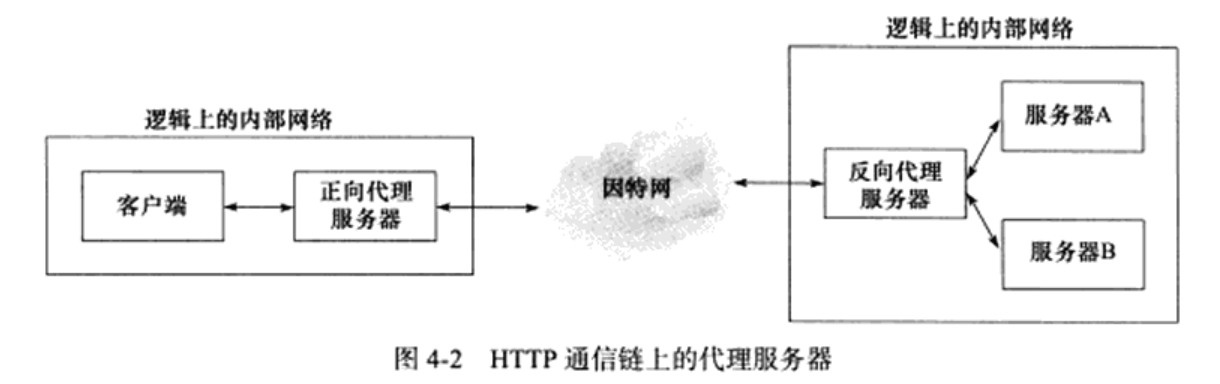 逻辑上的内部网络
客户端
正向代理
服务器
因特网
逻辑上的内部网络
反向代理
服务器
服务器A
服务器B
图 4-2 HTTP 通信链上的代理服务器